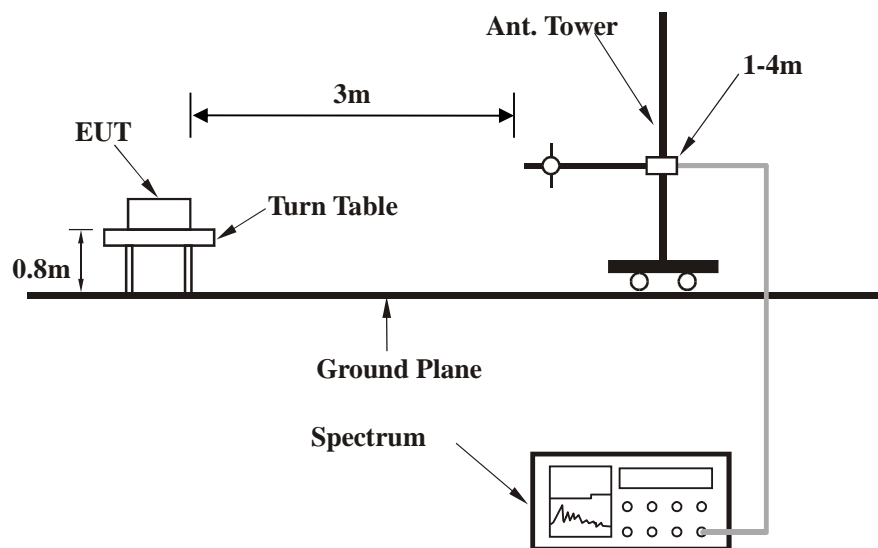 Ant. Tower
1-4m
3m
EUT
Turn Table
0.8m
Ground Plane
Spectrum